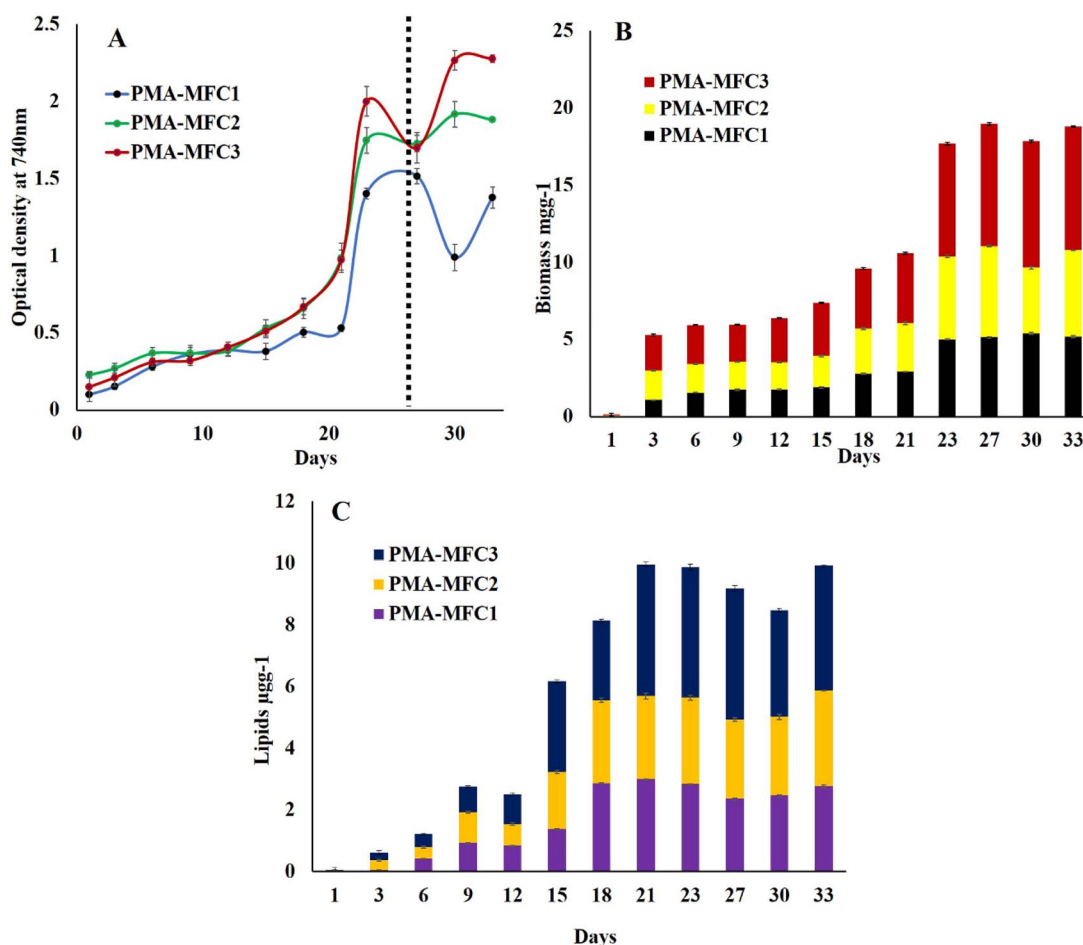 A
Optical density at 740nm
2.5
2
1.5
1
0.5
0
PMA-MFC1
PMA-MFC2
PMA-MFC3
0 10 20 30
Days
B
Biomass mgg-1
25
20
15
10
5
0
PMA-MFC3
PMA-MFC2
PMA-MFC1
1 3 6 9 12 15 18 21 23 27 30 33
Days
C
Lipids µgg-1
12
10
8
6
4
2
0
PMA-MFC3
PMA-MFC2
PMA-MFC1
1 3 6 9 12 15 18 21 23 27 30 33
Days